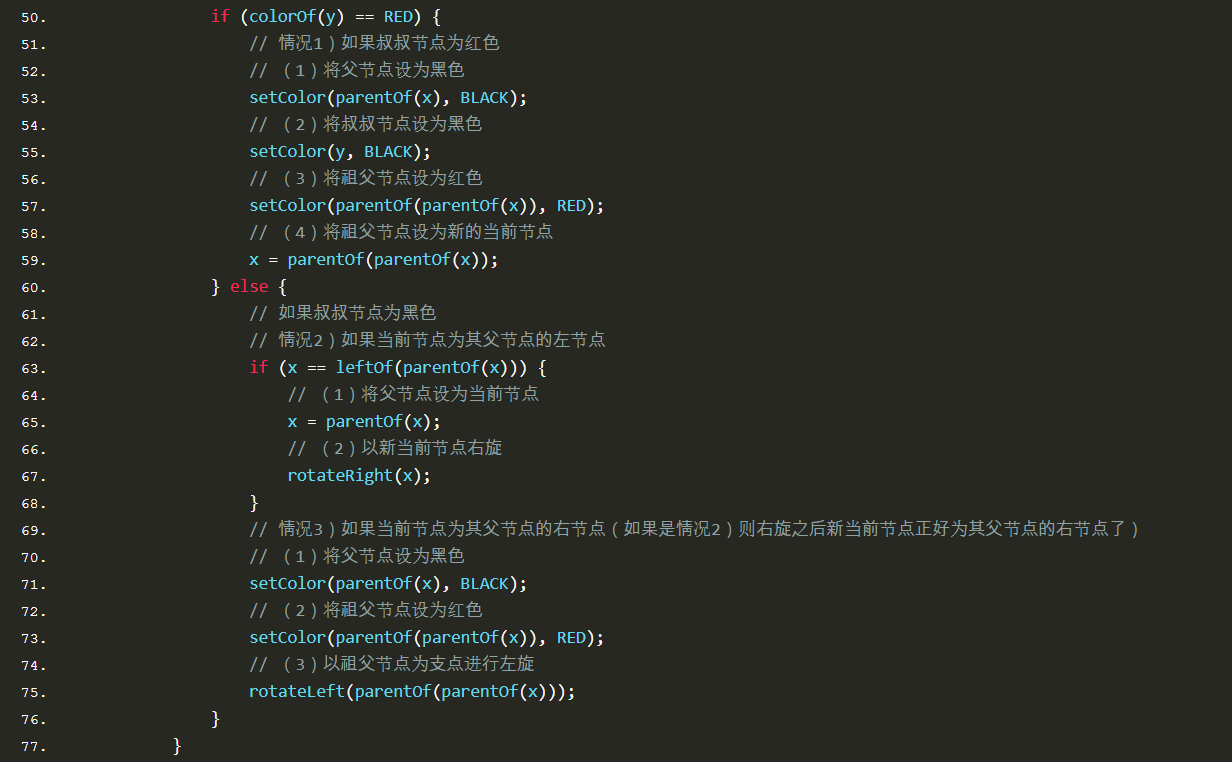 50. if (colorOf(y) == RED) {
51. // 情况1）如果叔叔节点为红色
52. // （1）将父节点设为黑色
53. setColor(parentOf(x), BLACK);
54. // （2）将叔叔节点设为黑色
55. setColor(y, BLACK);
56. // （3）将祖父节点设为红色
57. setColor(parentOf(parentOf(x)), RED);
58. // （4）将祖父节点设为新的当前节点
59. x = parentOf(parentOf(x));
60. } else {
61. // 如果叔叔节点为黑色
62. // 情况2）如果当前节点为其父节点的左节点
63. if (x == leftOf(parentOf(x))) {
64. // （1）将父节点设为当前节点
65. x = parentOf(x);
66. // （2）以新当前节点右旋
67. rotateRight(x);
68. }
69. // 情况3）如果当前节点为其父节点的右节点（如果是情况2）则右旋之后新当前节点正好为其父节点的右节点了）
70. // （1）将父节点设为黑色
71. setColor(parentOf(x), BLACK);
72. // （2）将祖父节点设为红色
73. setColor(parentOf(parentOf(x)), RED);
74. // （3）以祖父节点为支点进行左旋
75. rotateLeft(parentOf(parentOf(x)));
76. }
77. }